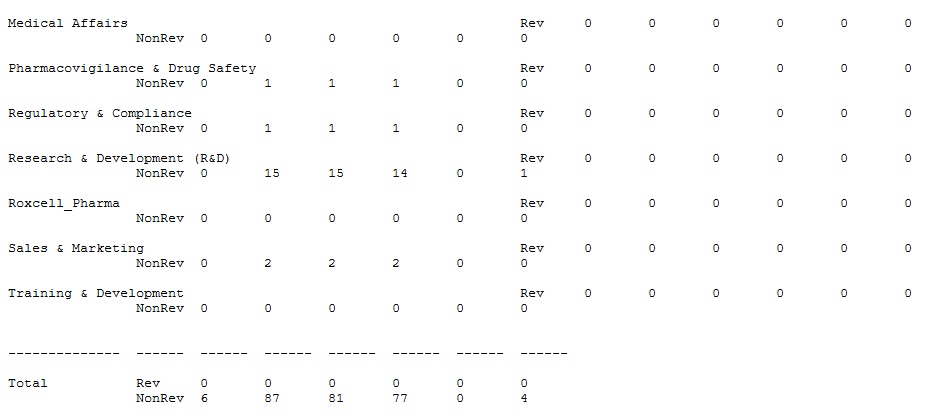 Medical Affairs Rev 0 0 0 0 0 0
NonRev 0 0 0 0 0 0
Pharmacovigilance & Drug Safety Rev 0 0 0 0 0 0
NonRev 0 1 1 1 0 0
Regulatory & Compliance Rev 0 0 0 0 0 0
NonRev 0 1 1 1 0 0
Research & Development (R&D) Rev 0 0 0 0 0 0
NonRev 0 15 15 14 0 1
Roxcell_Pharma Rev 0 0 0 0 0 0
NonRev 0 0 0 0 0 0
Sales & Marketing Rev 0 0 0 0 0 0
NonRev 0 2 2 2 0 0
Training & Development Rev 0 0 0 0 0 0
NonRev 0 0 0 0 0 0
-------------- ------ ------ ------ ------ ------ ------ ------
Total Rev 0 0 0 0 0 0
NonRev 6 87 81 77 0 4